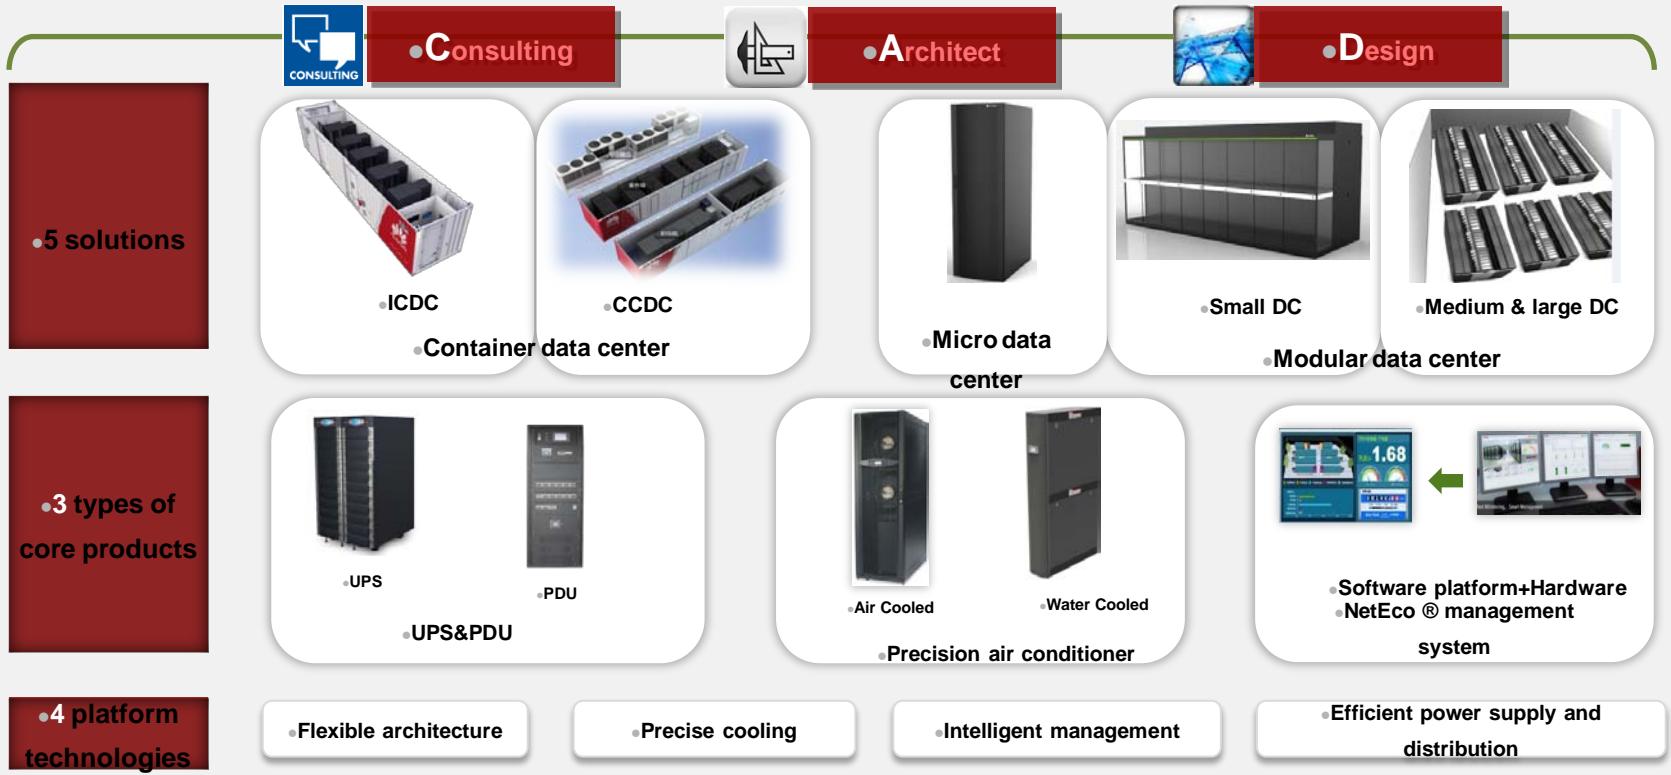 CONSULTING
•Consulting
•Architect
•Design
•5 solutions
•ICDC
•CCDC
•Container data center
•Micro data
center
•Small DC
•Medium & large DC
•Modular data center
•3 types of
core products
•UPS
•PDU
•UPS&PDU
•Air Cooled
•Water Cooled
•Precision air conditioner
1.68
•Software platform+Hardware
•NetEco ® management
system
•4 platform
technologies
•Flexible architecture
•Precise cooling
•Intelligent management
•Efficient power supply and
distribution